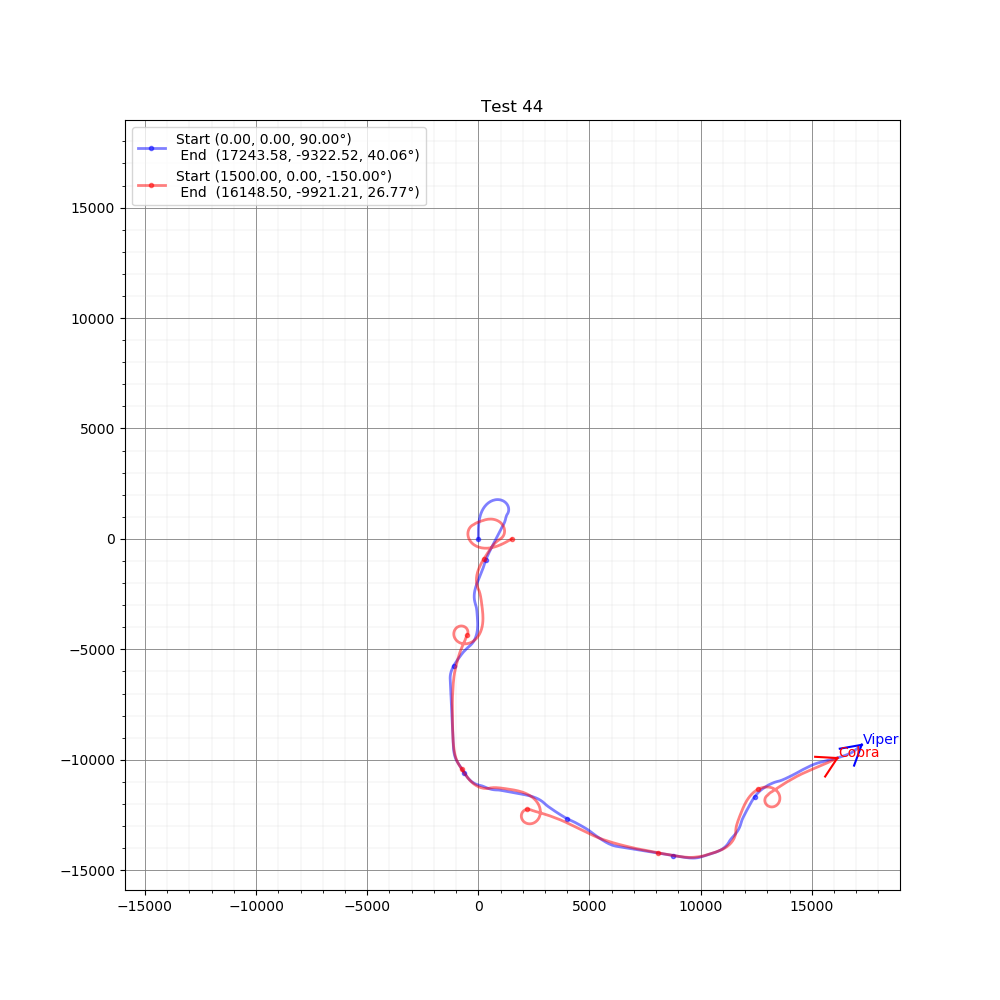 Test 44
Start (0.00, 0.00, 90.00°)
End  (17243.58, -9322.52, 40.06°)
Start (1500.00, 0.00, -150.00°)
End  (16148.50, -9921.21, 26.77°)
15000
10000
5000
0
−5000
−10000
−15000
Viper
Cobra
−15000 −10000 −5000 0 5000 10000 15000